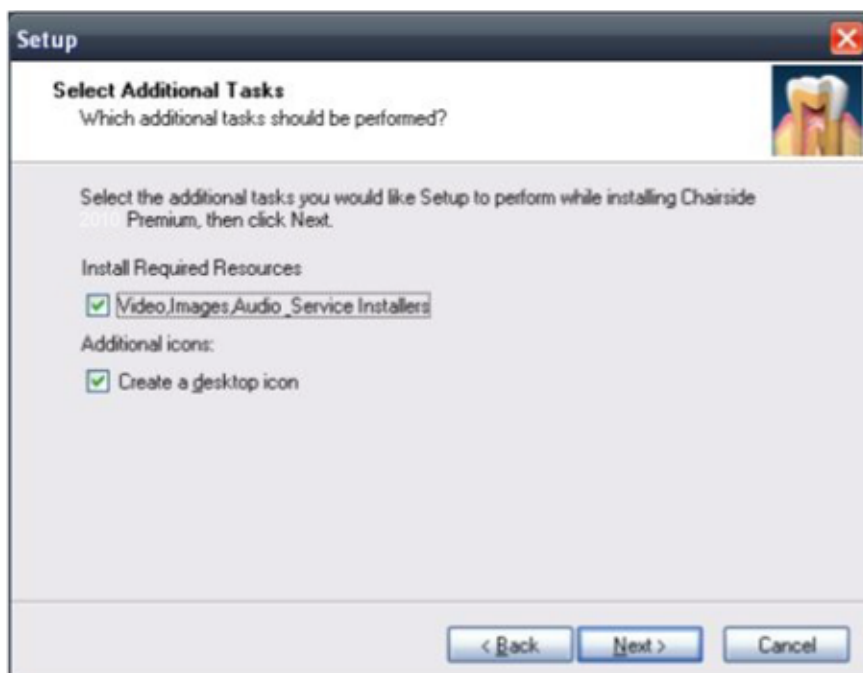 Setup
Select Additional Tasks
Which additional tasks should be performed?
Select the additional tasks you would like Setup to perform while installing Chairside
2010 Premium, then click Next.
Install Required Resources
Video,Images,Audio_Service Installers
Additional icons:
Create a desktop icon
< Back Next > Cancel